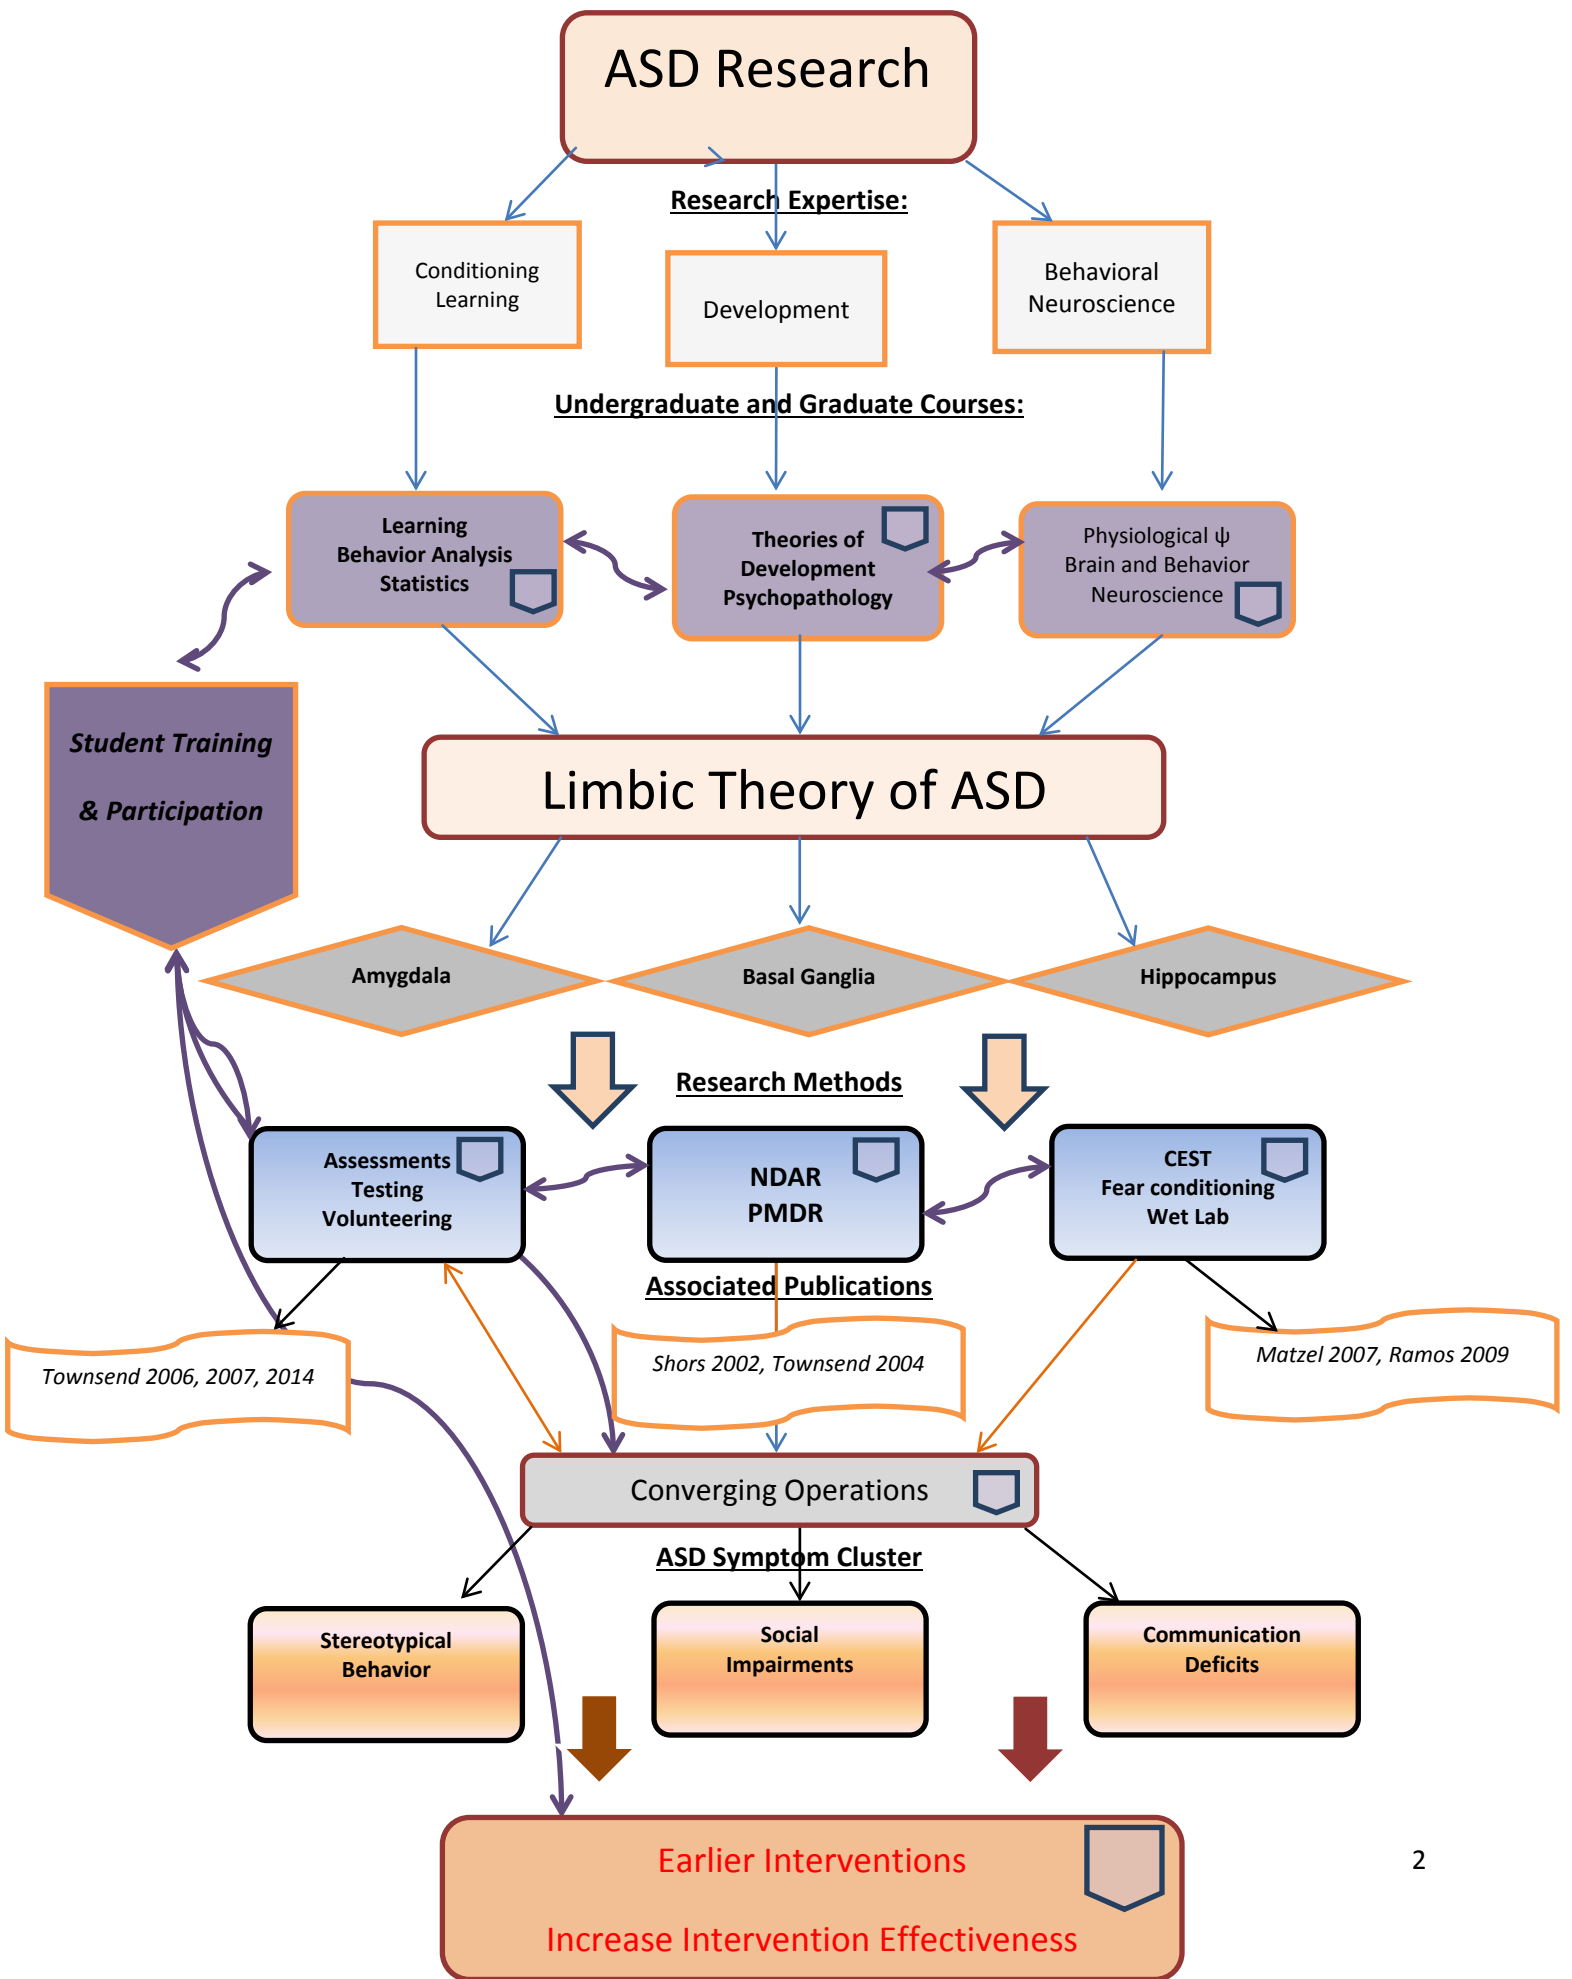 ASD Research
Research Expertise:
Conditioning
Learning
Development
Behavioral
Neuroscience
Undergraduate and Graduate Courses:
Learning
Behavior Analysis
Statistics
Theories of
Development
Psychopathology
Physiological ψ
Brain and Behavior
Neuroscience
Student Training
& Participation
Limbic Theory of ASD
Amygdala
Basal Ganglia
Hippocampus
Research Methods
Assessments
Testing
Volunteering
NDAR
PMDR
CEST
Fear conditioning
Wet Lab
Associated Publications
Townsend 2006, 2007, 2014
Shors 2002, Townsend 2004
Matzel 2007, Ramos 2009
Converging Operations
ASD Symptom Cluster
Stereotypical
Behavior
Social
Impairments
Communication
Deficits
Earlier Interventions
Increase Intervention Effectiveness
2